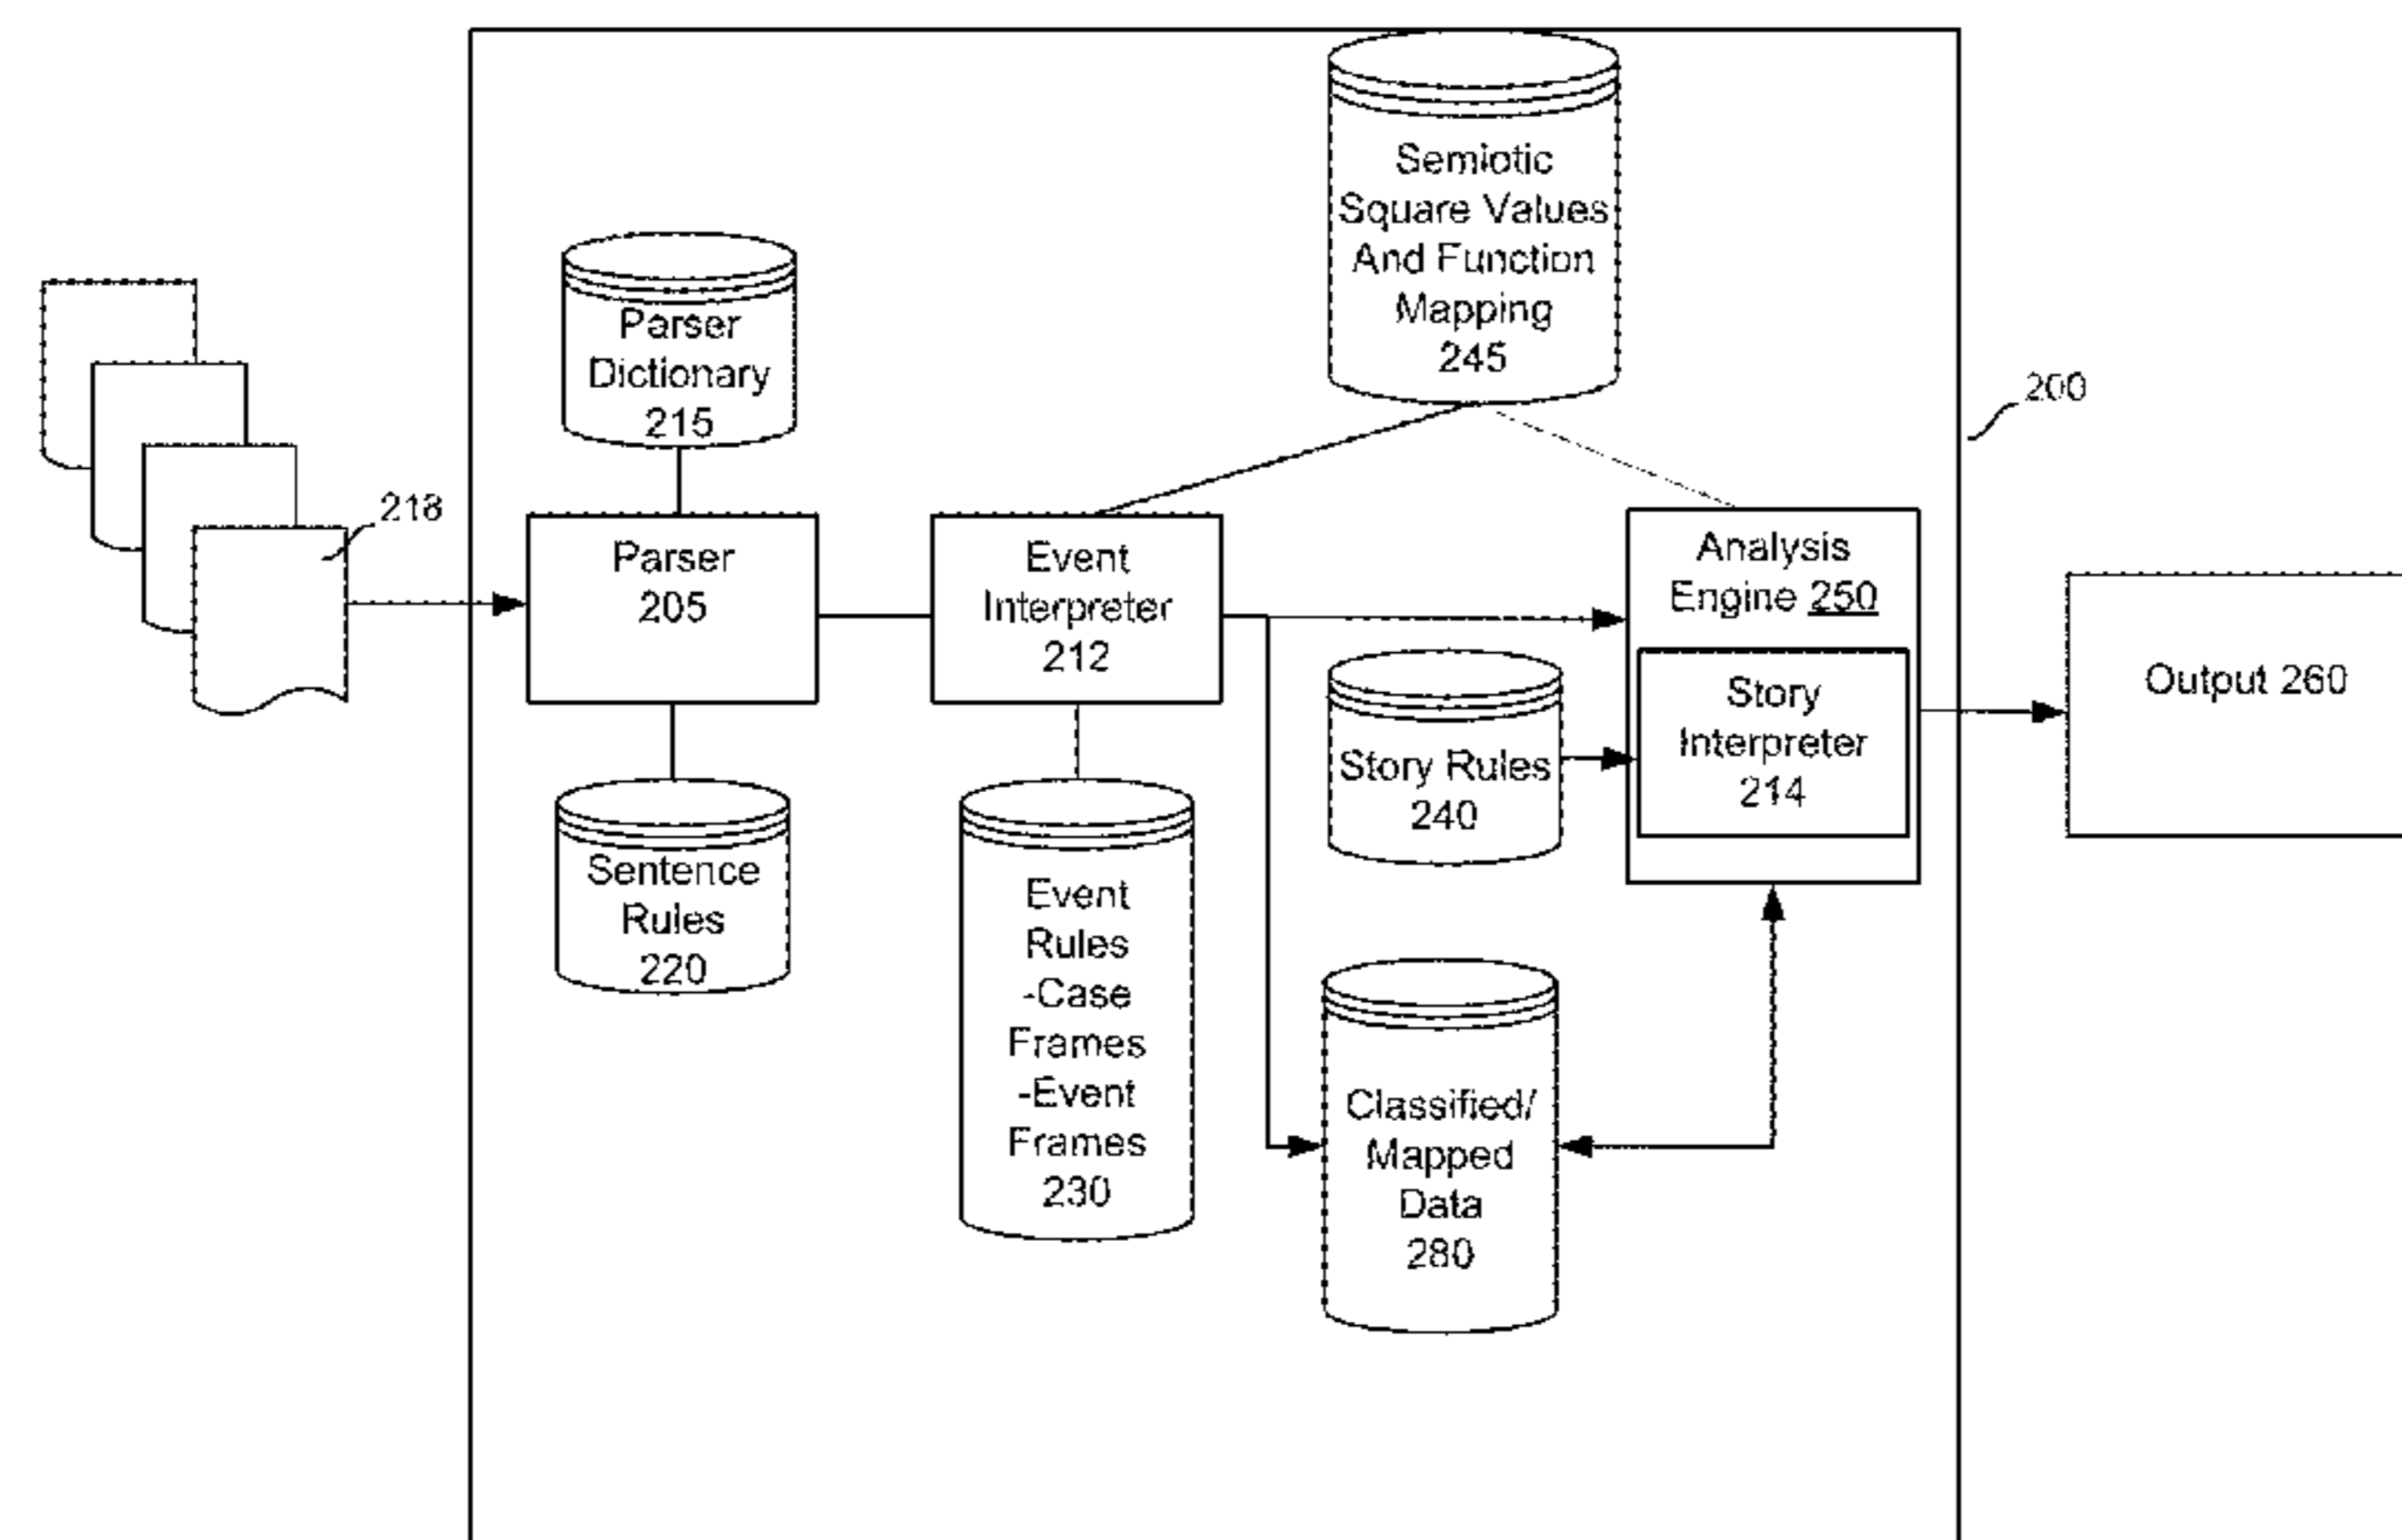 Semiotic
Square Values
And Function
Mapping
245
Parser
Dictionary
215
200
218
Parser
205
Event
Interpreter
212
Analysis
Engine 250
Story
Interpreter
214
Output 260
Story Rules
240
Sentence
Rules
220
Event
Rules
-Case
Frames
-Event
Frames
230
Classified/
Mapped
Data
280